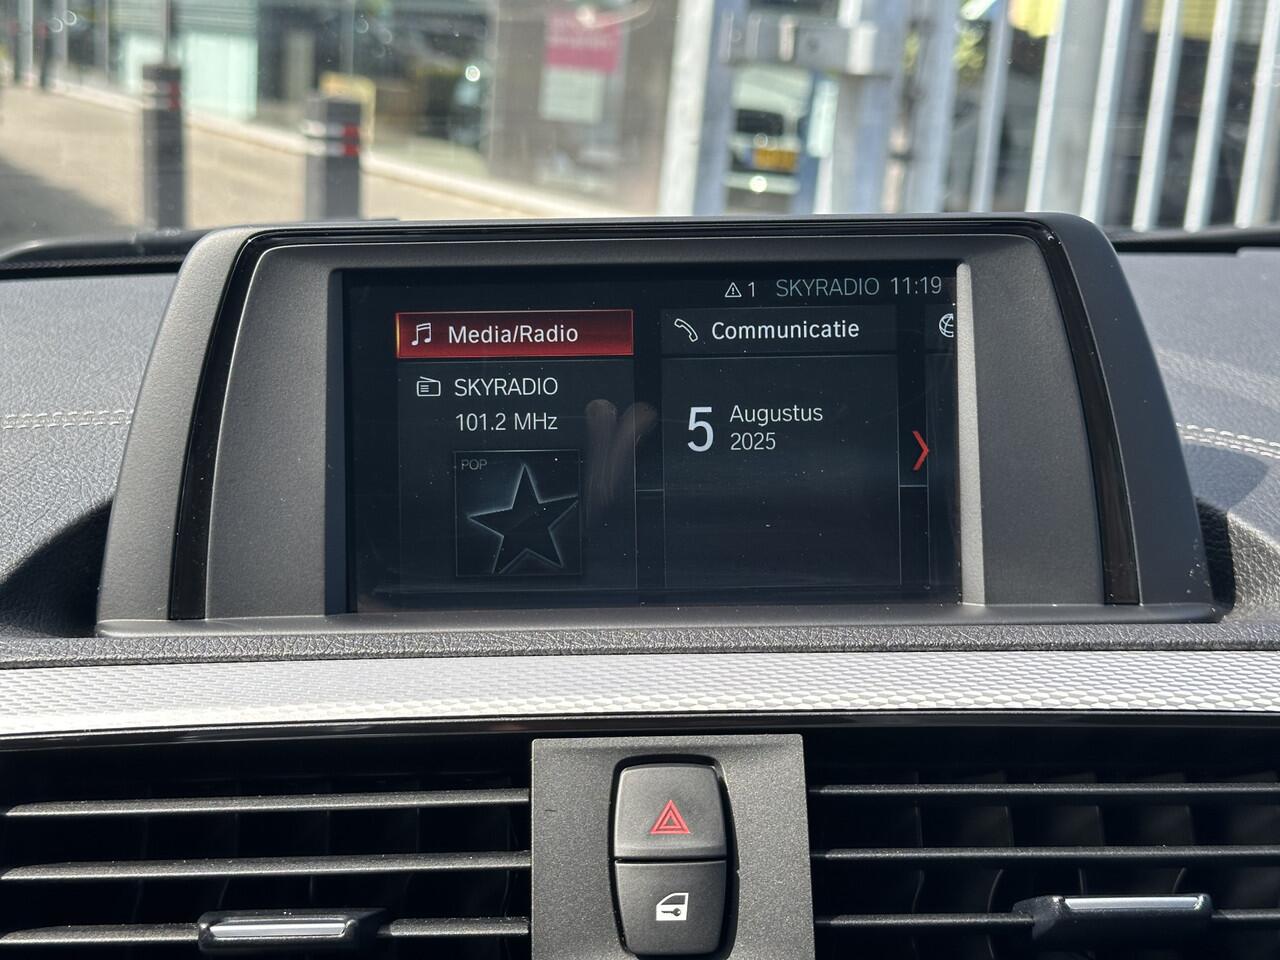 1 SKYRADIO 11:19
Media/Radio
SKYRADIO
101.2 MHz
POP
Communicatie
5
Augustus
2025